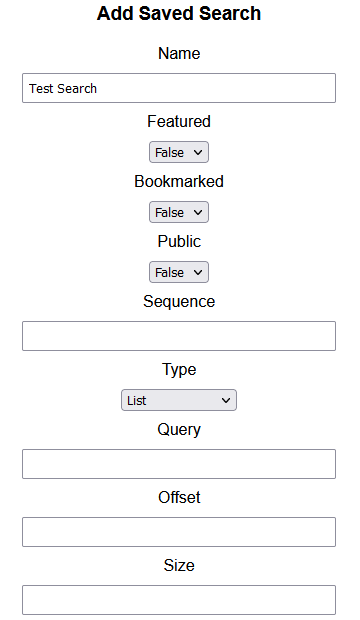 Add Saved Search
Name
Test Search
Featured
False
Bookmarked
False
Public
False
Sequence
Type
List
Query
Offset
Size